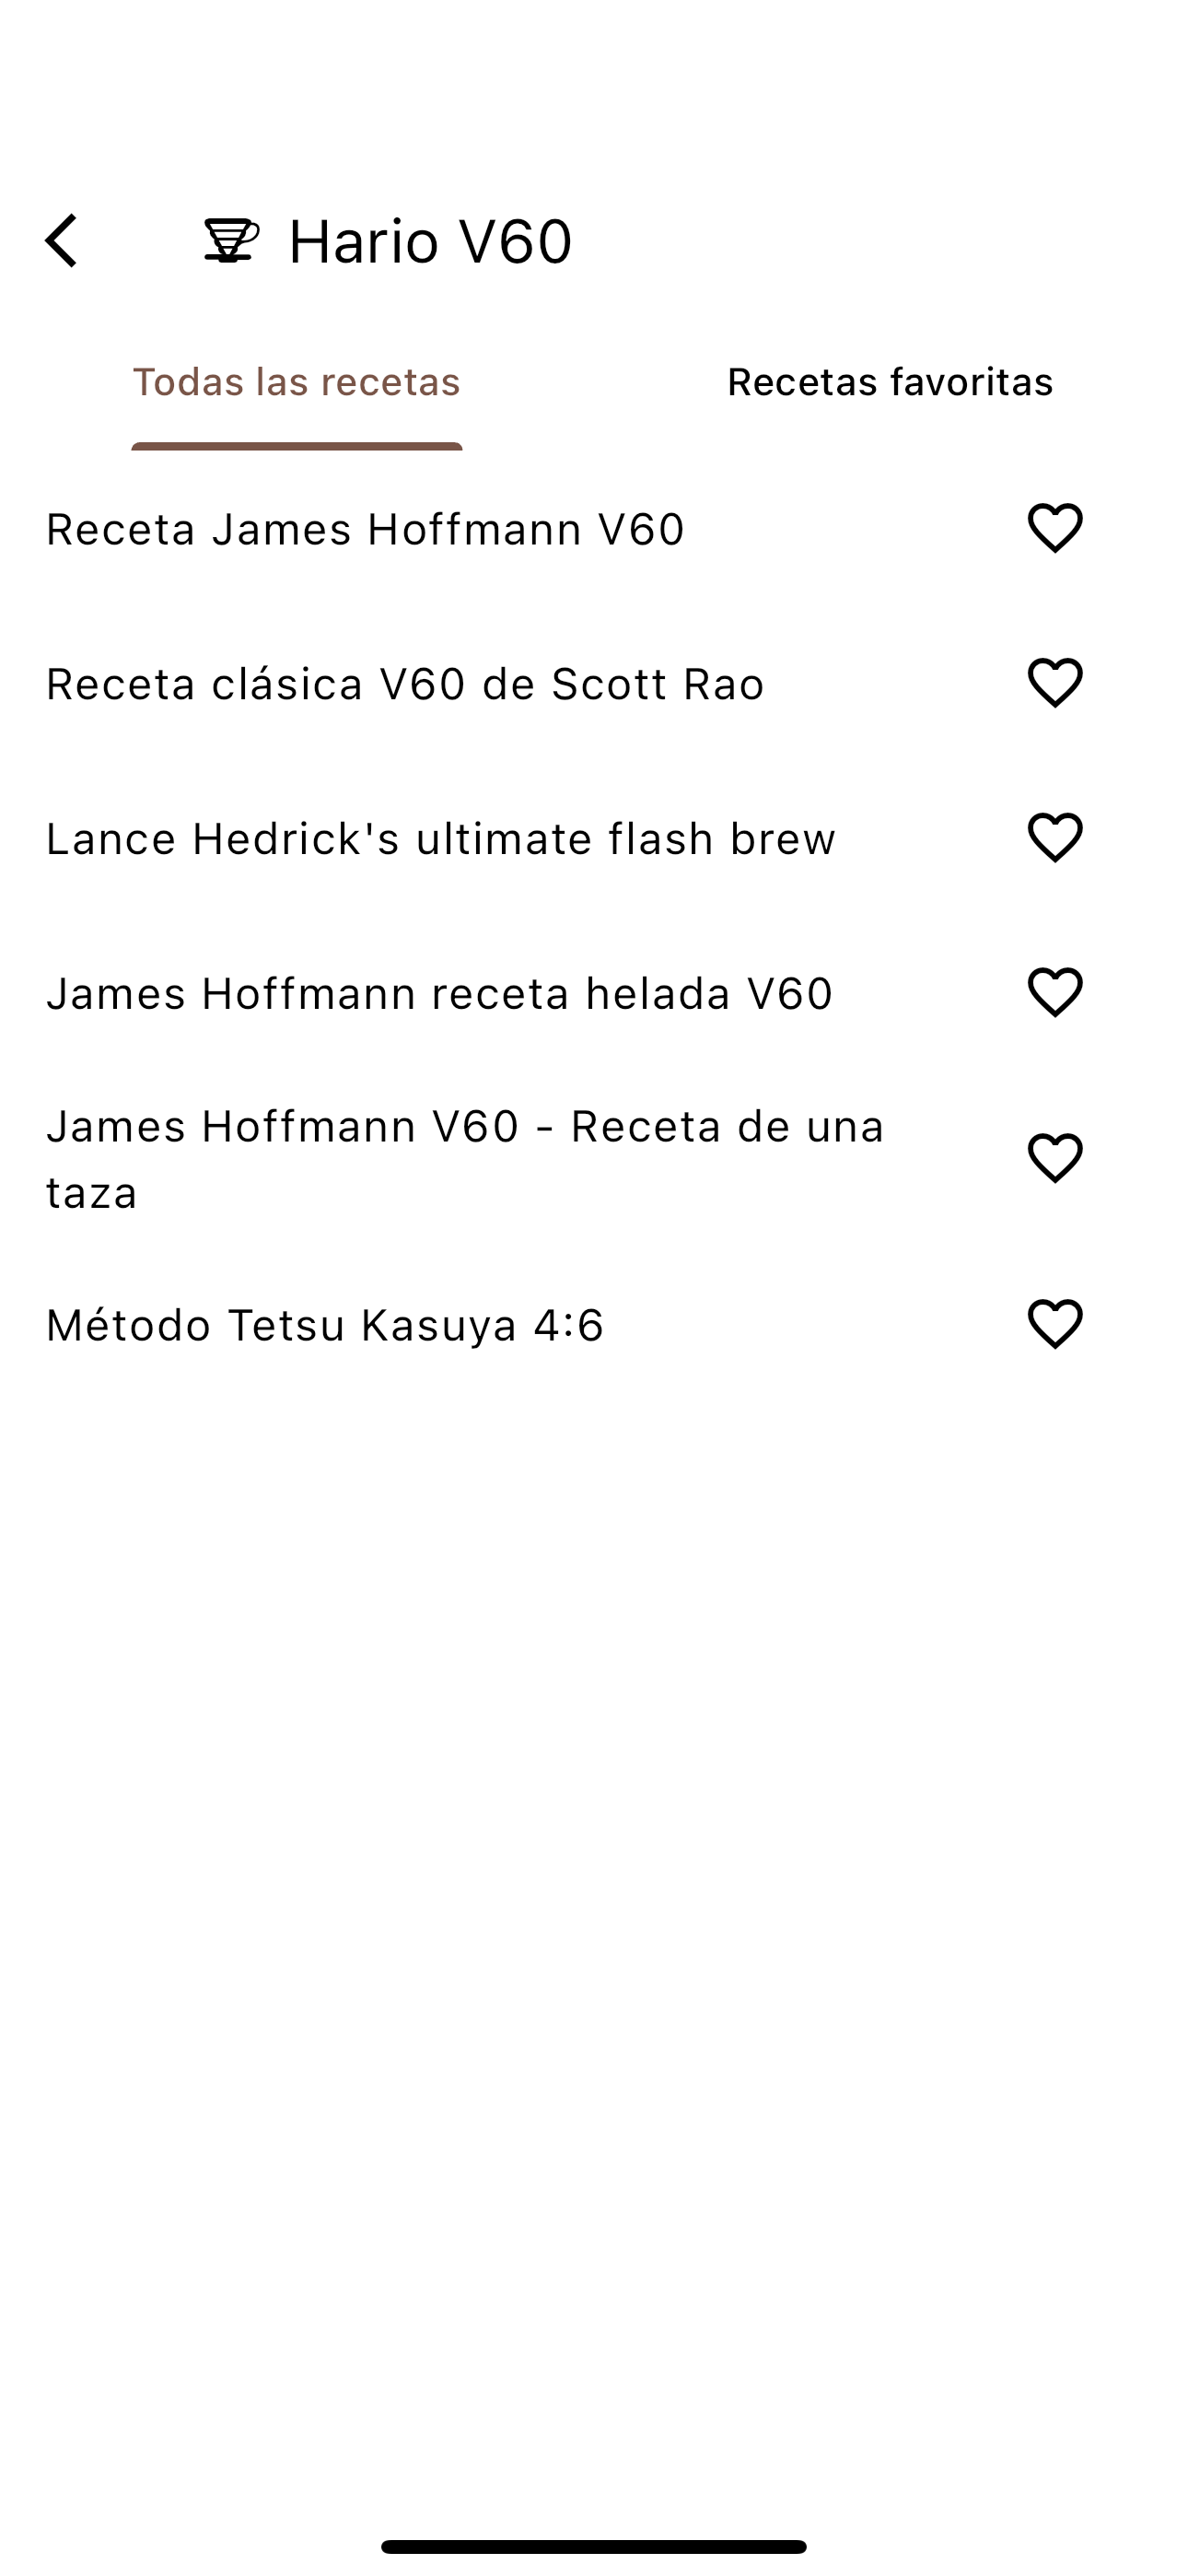 Hario V60
Todas las recetas
Recetas favoritas
Receta James Hoffmann V60
Receta clásica V60 de Scott Rao
Lance Hedrick's ultimate flash brew
James Hoffmann receta helada V60
James Hoffmann V60 - Receta de una
taza
Método Tetsu Kasuya 4:6